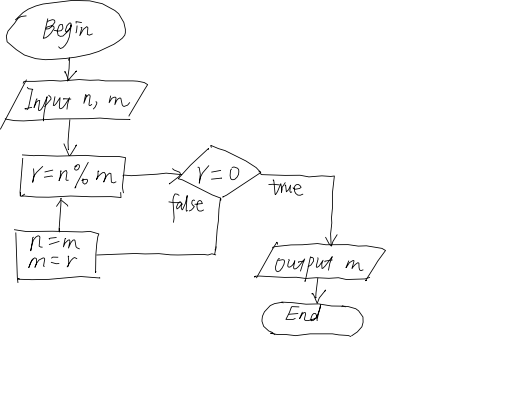 Begin
Input n, m
r=n% m
r=0
false
true
n=m
m=r
output m
End